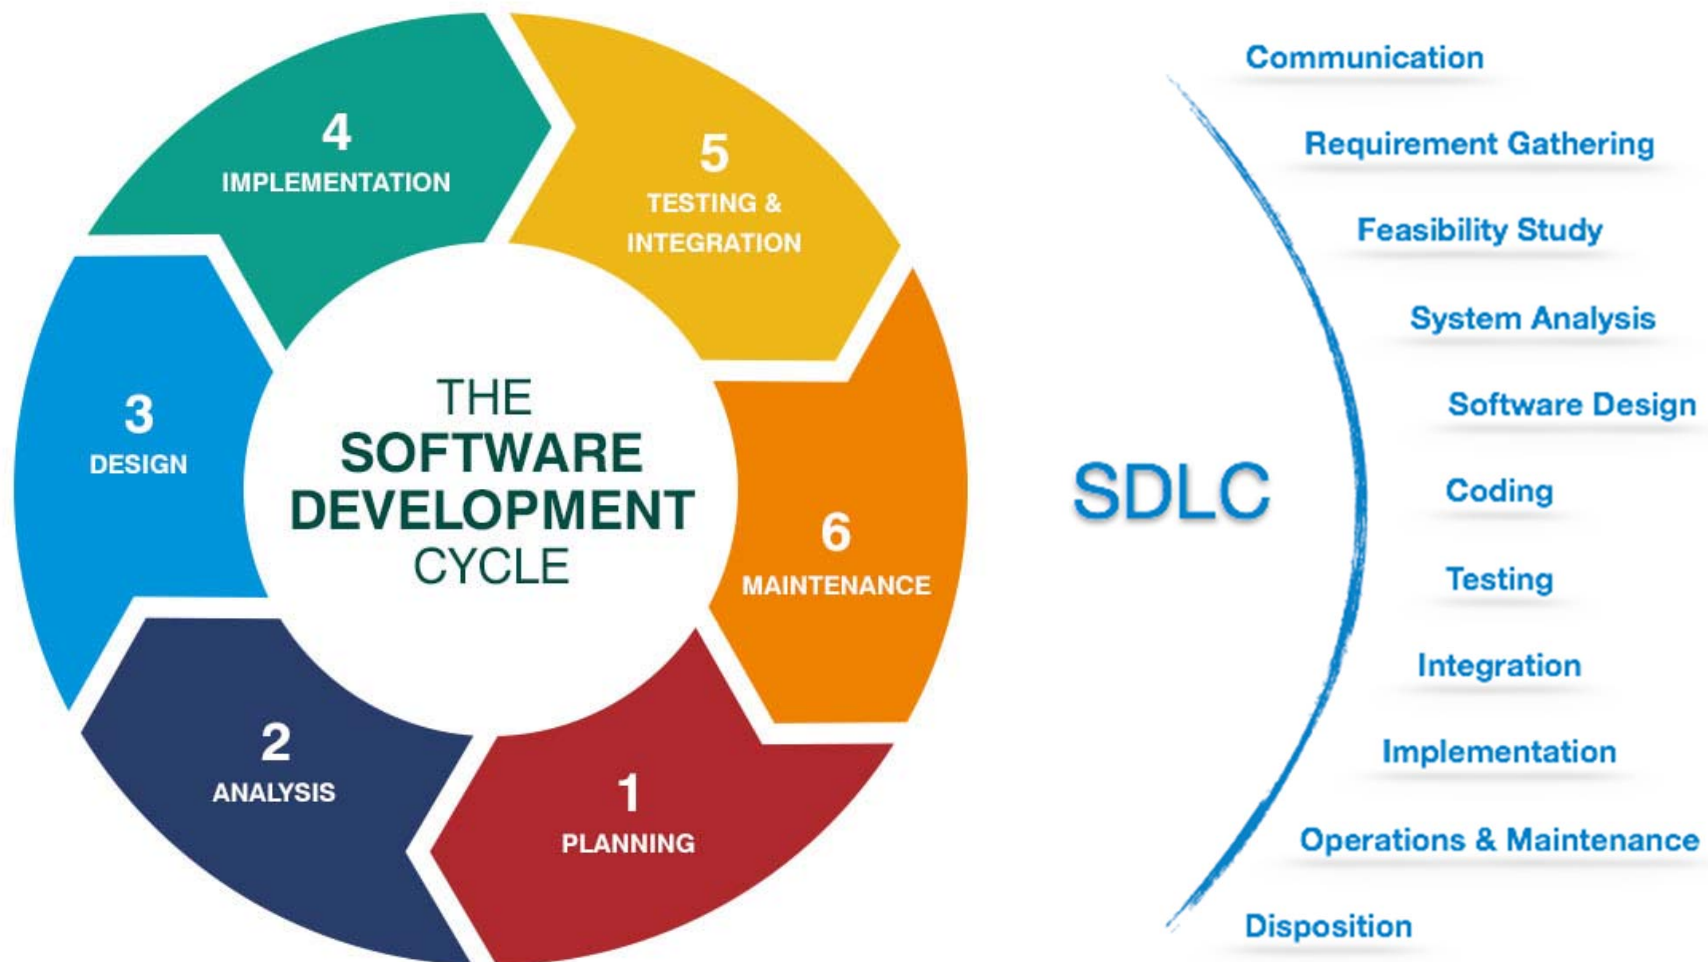 4
IMPLEMENTATION
5
TESTING &
INTEGRATION
3
DESIGN
THE
SOFTWARE
DEVELOPMENT
CYCLE
6
MAINTENANCE
2
ANALYSIS
1
PLANNING
SDLC
Communication
Requirement Gathering
Feasibility Study
System Analysis
Software Design
Coding
Testing
Integration
Implementation
Operations & Maintenance
Disposition